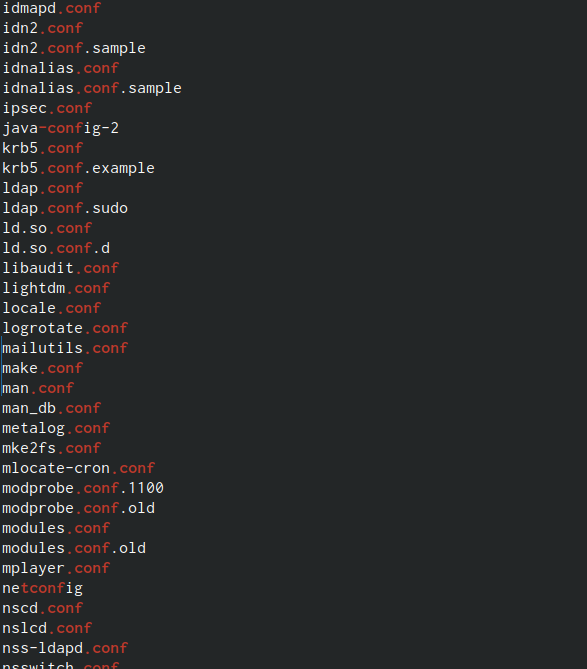 idmapd.conf
idn2.conf
idn2.conf.sample
idnalias.conf
idnalias.conf.sample
ipsec.conf
java-config-2
krb5.conf
krb5.conf.example
ldap.conf
ldap.conf.sudo
ld.so.conf
ld.so.conf.d
libaudit.conf
lightdm.conf
locale.conf
logrotate.conf
mailutils.conf
make.conf
man.conf
man_db.conf
metalog.conf
mke2fs.conf
mlocate-cron.conf
modprobe.conf.1100
modprobe.conf.old
modules.conf
modules.conf.old
mplayer.conf
netconfig
nscd.conf
nslcd.conf
nss-ldapd.conf
nsswitch.conf